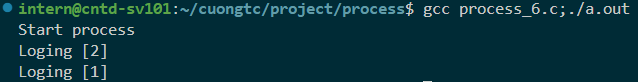 intern@cntd-sv101:~/cuongtc/project/process$ gcc process_6.c;./a.out
Start process
Loging [2]
Loging [1]